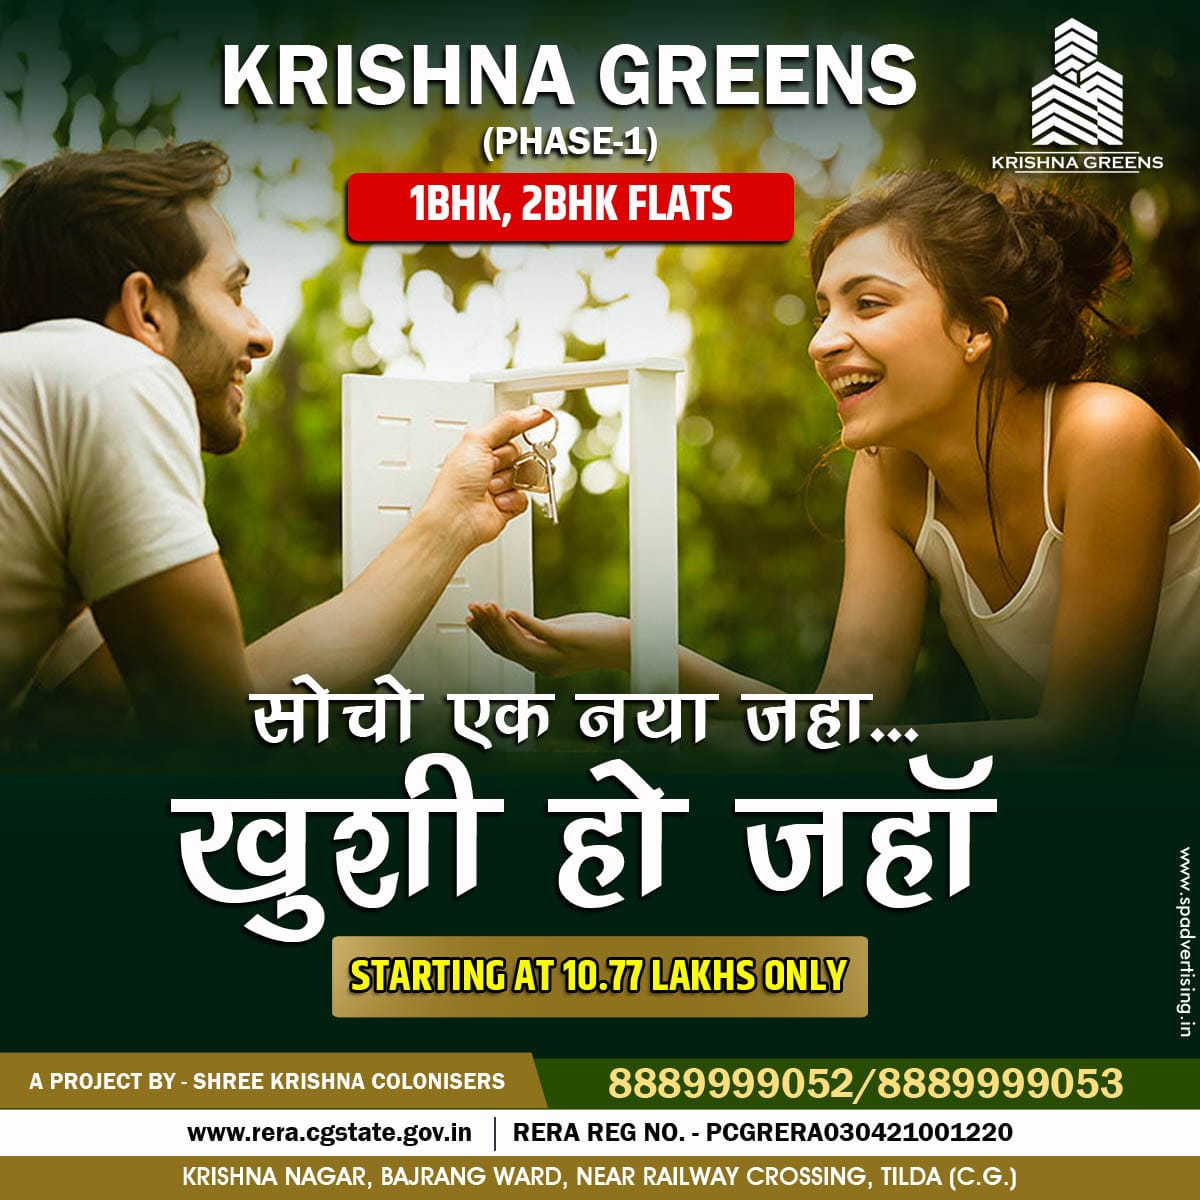 KRISHNA GREENS
(PHASE-1)
1BHK, 2BHK FLATS
KRISHNA GREENS
सोचो एक नया जहा...
खुशी हो जहॉ
STARTING AT 10.77 LAKHS ONLY
www.spadvertising.in
A PROJECT BY - SHREE KRISHNA COLONISERS
8889999052/8889999053
www.rera.cgstate.gov.in | RERA REG NO. - PCGRERA030421001220
KRISHNA NAGAR, BAJRANG WARD, NEAR RAILWAY CROSSING, TILDA (C.G.)